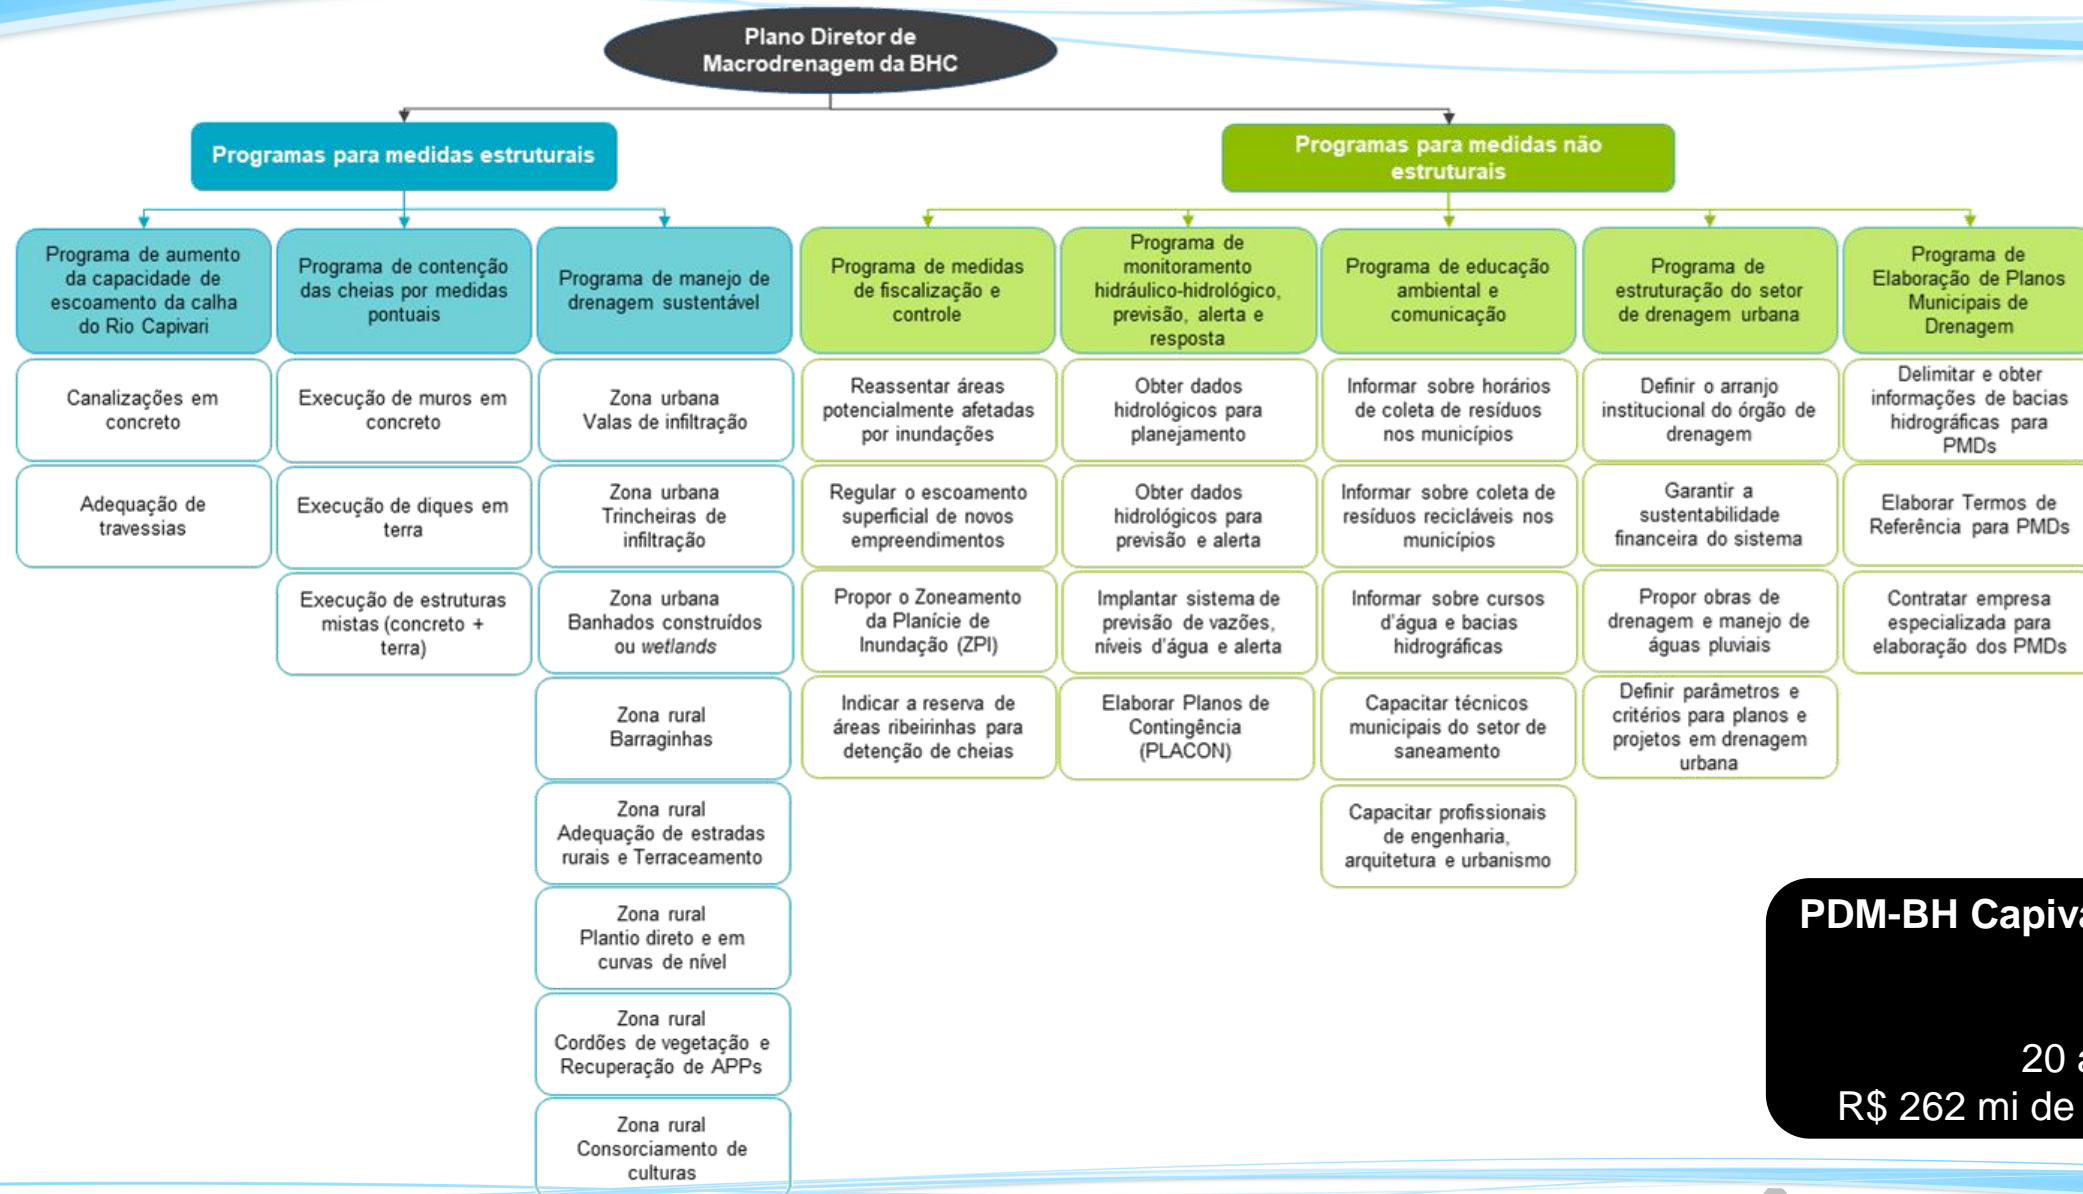 Plano Diretor de
Macrodrenagem da BHC
Programas para medidas estruturais
Programas para medidas não
estruturais
Programa de aumento
da capacidade de
escoamento da calha
do Rio Capivari
Canalizações em
concreto
Adequação de
travessias
Programa de contenção
das cheias por medidas
pontuais
Execução de muros em
concreto
Execução de diques em
terra
Execução de estruturas
mistas (concreto +
terra)
Programa de manejo de
drenagem sustentável
Zona urbana
Valas de infiltração
Zona urbana
Trincheiras de
infiltração
Zona urbana
Banhados construídos
ou wetlands
Zona rural
Barraginhas
Zona rural
Adequação de estradas
rurais e Terraceamento
Zona rural
Plantio direto e em
curvas de nível
Zona rural
Cordões de vegetação e
Recuperação de APPs
Zona rural
Consorciamento de
culturas
Programa de medidas
de fiscalização e
controle
Reassentar áreas
potencialmente afetadas
por inundações
Regular o escoamento
superficial de novos
empreendimentos
Propor o Zoneamento
da Planície de
Inundação (ZPI)
Indicar a reserva de
áreas ribeirinhas para
detenção de cheias
Programa de
monitoramento
hidráulico-hidrológico,
previsão, alerta e
resposta
Obter dados
hidrológicos para
planejamento
Obter dados
hidrológicos para
previsão e alerta
Implantar sistema de
previsão de vazões,
níveis d'água e alerta
Elaborar Planos de
Contingência
(PLACON)
Programa de educação
ambiental e
comunicação
Informar sobre horários
de coleta de resíduos
nos municípios
Informar sobre coleta de
resíduos recicláveis nos
municípios
Informar sobre cursos
d'água e bacias
hidrográficas
Capacitar técnicos
municipais do setor de
saneamento
Capacitar profissionais
de engenharia,
arquitetura e urbanismo
Programa de
estruturação do setor
de drenagem urbana
Definir o arranjo
institucional do órgão de
drenagem
Garantir a
sustentabilidade
financeira do sistema
Propor obras de
drenagem e manejo de
águas pluviais
Definir parâmetros e
critérios para planos e
projetos em drenagem
urbana
Programa de
Elaboração de Planos
Municipais de
Drenagem
Delimitar e obter
informações de bacias
hidrográficas para
PMDs
Elaborar Termos de
Referência para PMDs
Contratar empresa
especializada para
elaboração dos PMDs
PDM-BH
20
R$ 262 mi de